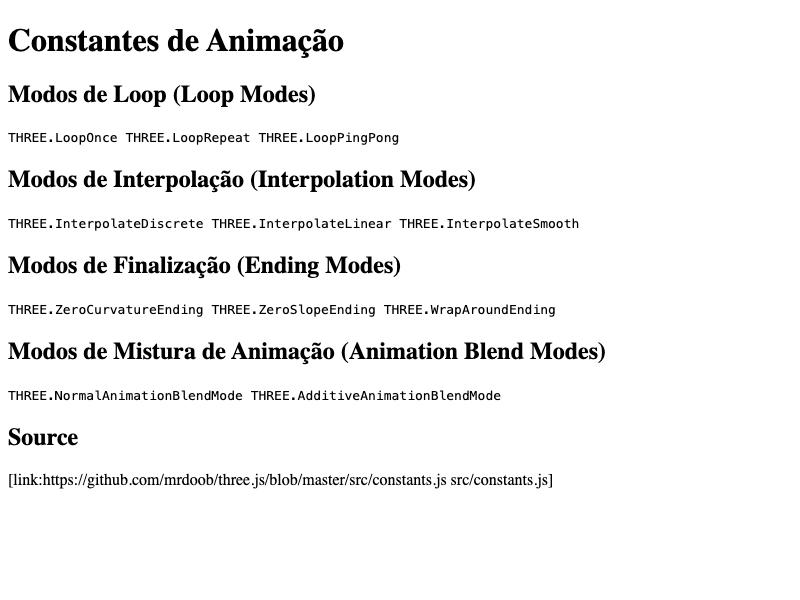 Constantes de Animação
Modos de Loop (Loop Modes)
THREE.LoopOnce THREE.LoopRepeat THREE.LoopPingPong
Modos de Interpolação (Interpolation Modes)
THREE.InterpolateDiscrete THREE.InterpolateLinear THREE.InterpolateSmooth
Modos de Finalização (Ending Modes)
THREE.ZeroCurvatureEnding THREE.ZeroSlopeEnding THREE.WrapAroundEnding
Modos de Mistura de Animação (Animation Blend Modes)
THREE.NormalAnimationBlendMode THREE.AdditiveAnimationBlendMode
Source
[link:https://github.com/mrdoob/three.js/blob/master/src/constants.js src/constants.js]